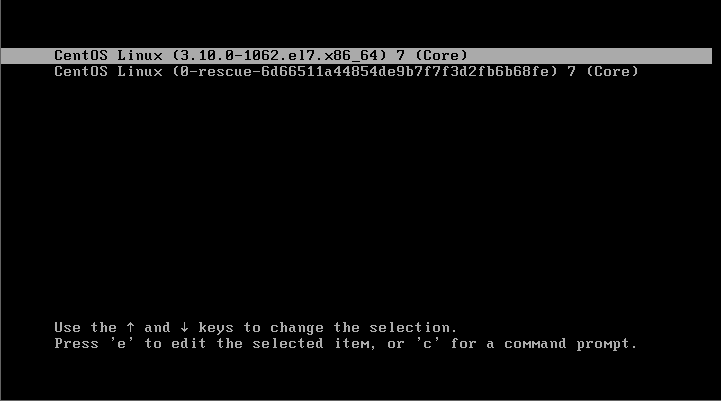 CentOS Linux (3.10.0-1062.el7.x86_64) 7 (Core)
CentOS Linux (0-rescue-6d66511a44854de9b7f7f3d2fb6b68fe) 7 (Core)
Use the ↑ and ↓ keys to change the selection.
Press 'e' to edit the selected item, or 'c' for a command prompt.